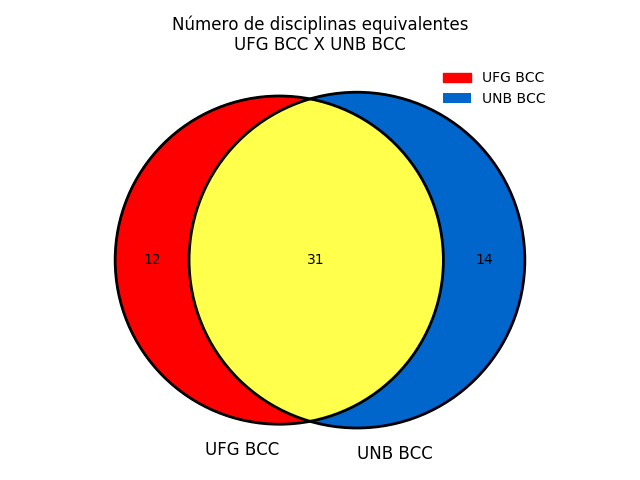 Número de disciplinas equivalentes
UFG BCC X UNB BCC
UFG BCC
UNB BCC
12
31
14
UFG BCC
UNB BCC